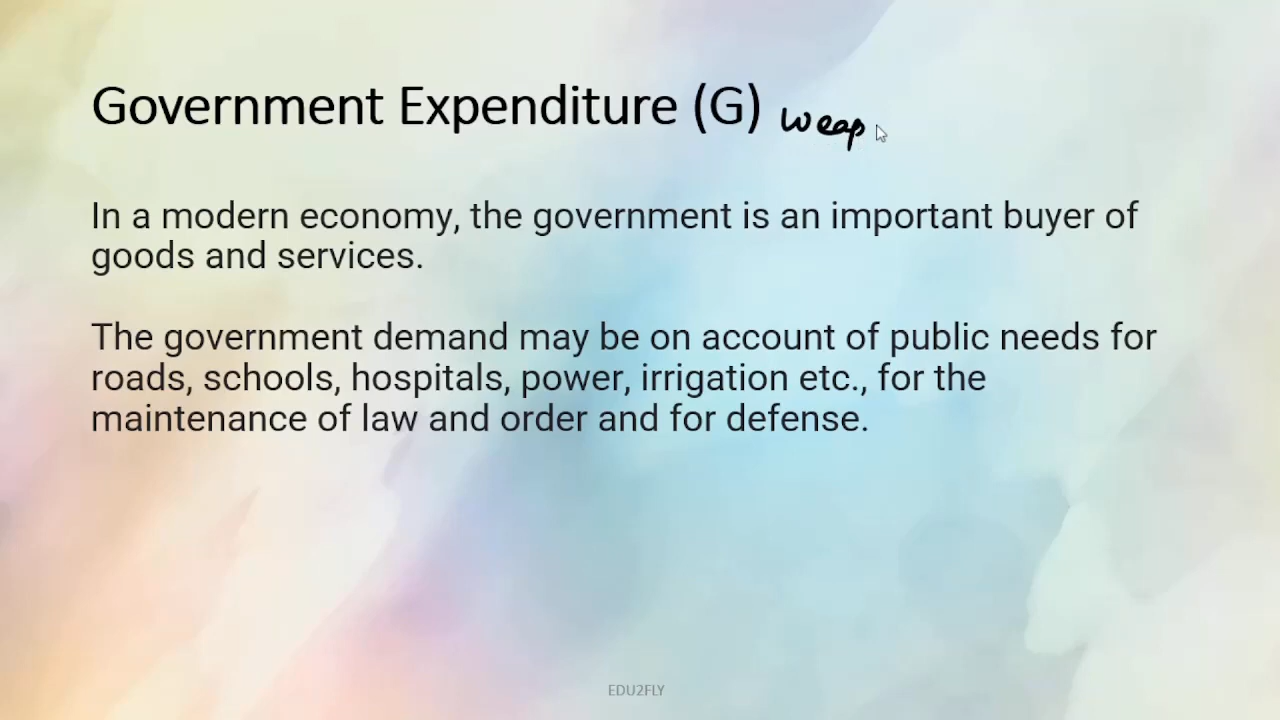 Government Expenditure (G) weap
In a modern economy, the government is an important buyer of
goods and services.
The government demand may be on account of public needs for
roads, schools, hospitals, power, irrigation etc., for the
maintenance of law and order and for defense.
EDU2FLY